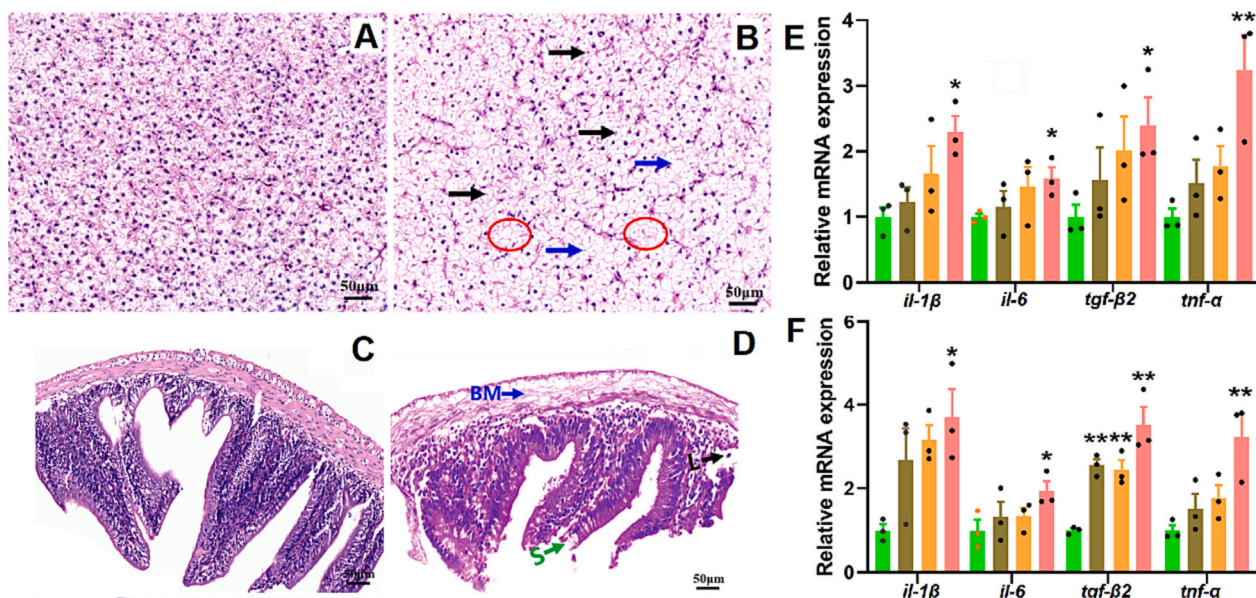 A
50μm
B
50μm
C
50μm
D
BM
L
S
50μm
E
Relative mRNA expression
4
3
2
1
0
*
*
*
**
il-1β
il-6
tgf-β2
tnf-α
F
Relative mRNA expression
6
4
2
0
*
*
**
**
**
**
il-1β
il-6
tgf-β2
tnf-α